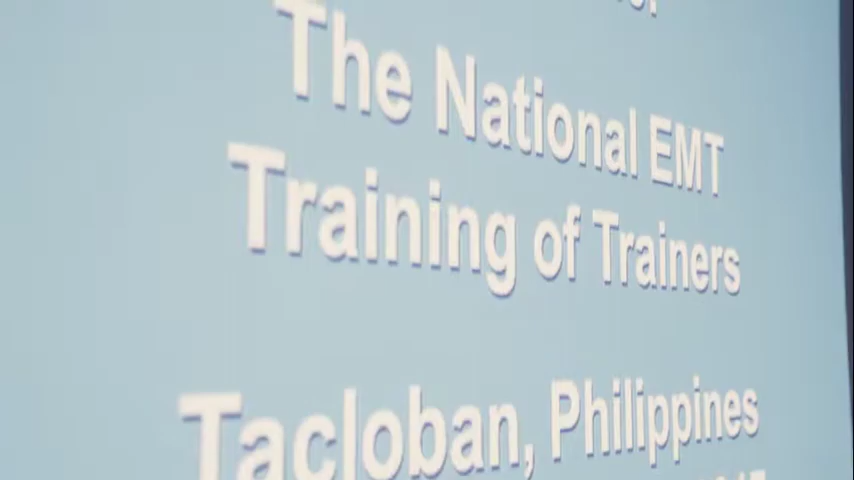 The National EMT
Training of Trainers
Tacloban, Philippines